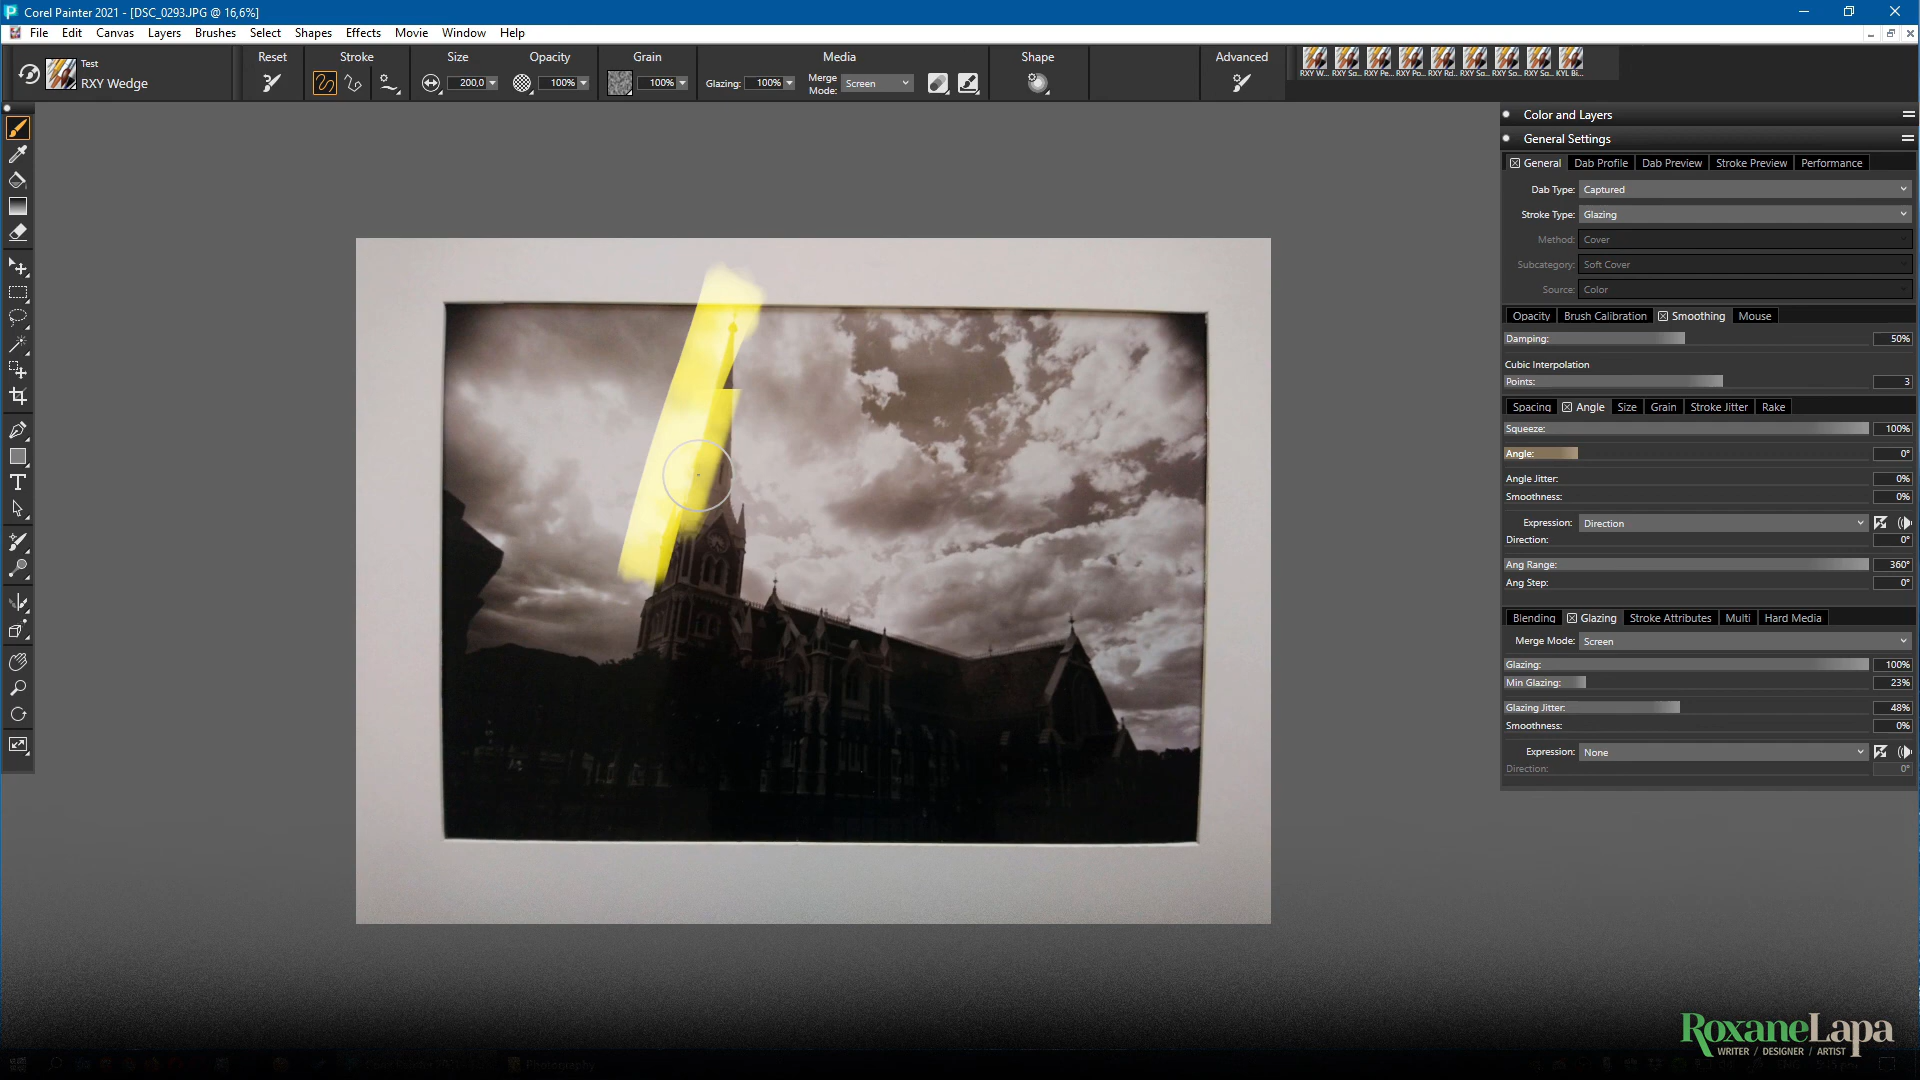 Corel Painter 2021 - [DSC_0293.JPG @ 16,6%]
File Edit Canvas Layers Brushes Select Shapes Effects Movie Window Help
Test
RXY Wedge
Reset
Stroke
Size
200,0
Opacity
100%
Grain
100%
Media
Glazing: 100%
Merge Mode: Screen
Shape
Advanced
RXY W... RXY Sa... RXY Pe... RXY Po... RXY Rd... RXY Sa... RXY So... RXY Sa... KYL Bi...
Color and Layers
General Settings
General Dab Profile Dab Preview Stroke Preview Performance
Dab Type: Captured
Stroke Type: Glazing
Method: Cover
Subcategory: Soft Cover
Source: Color
Opacity Brush Calibration Smoothing Mouse
Damping: 50%
Cubic Interpolation
Points: 3
Spacing Angle Size Grain Stroke Jitter Rake
Squeeze: 100%
Angle: 0°
Angle Jitter: 0%
Smoothness: 0%
Expression: Direction
Direction: 0°
Ang Range: 360°
Ang Step: 0°
Blending Glazing Stroke Attributes Multi Hard Media
Merge Mode: Screen
Glazing: 100%
Min Glazing: 23%
Glazing Jitter: 48%
Smoothness: 0%
Expression: None
Direction: 0°
RoxaneLapa
WRITER / DESIGNER / ARTIST
Photography